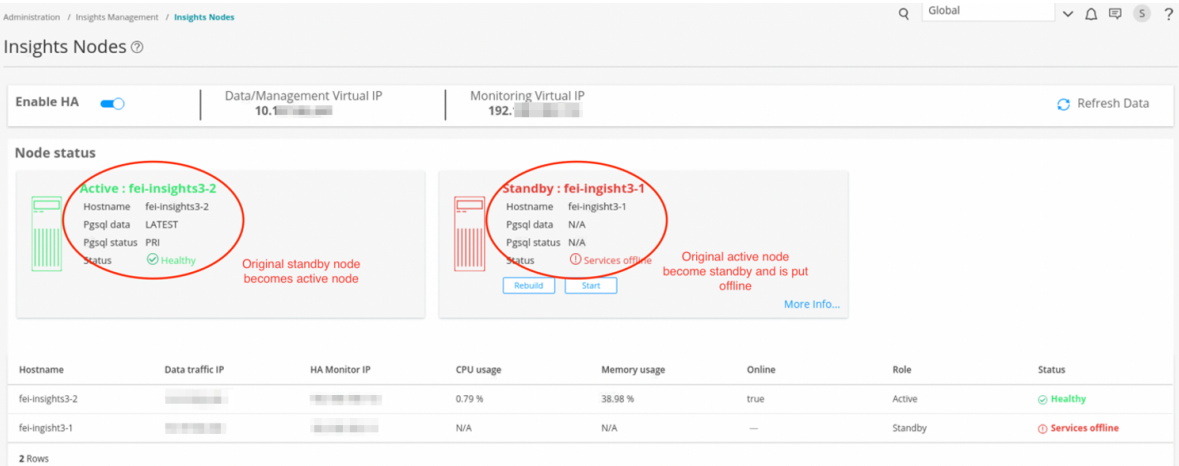 Administration / Insights Management / Insights Nodes
Global
S
?
Insights Nodes ?
Enable HA
Data/Management Virtual IP
10.1
Monitoring Virtual IP
192.
Refresh Data
Node status
Active : fei-insights3-2
Hostname fei-insights3-2
Pgsql data LATEST
Pgsql status PRI
Status Healthy
Original standby node
becomes active node
Standby : fei-ingisht3-1
Hostname fei-ingisht3-1
Pgsql data N/A
Pgsql status N/A
Status Services offline
Rebuild Start
Original active node
become standby and is put
offline
More Info...
Hostname Data traffic IP HA Monitor IP CPU usage Memory usage Online Role Status
fei-insights3-2 0.79 % 38.98 % true Active Healthy
fei-ingisht3-1 N/A N/A — Standby Services offline
2 Rows